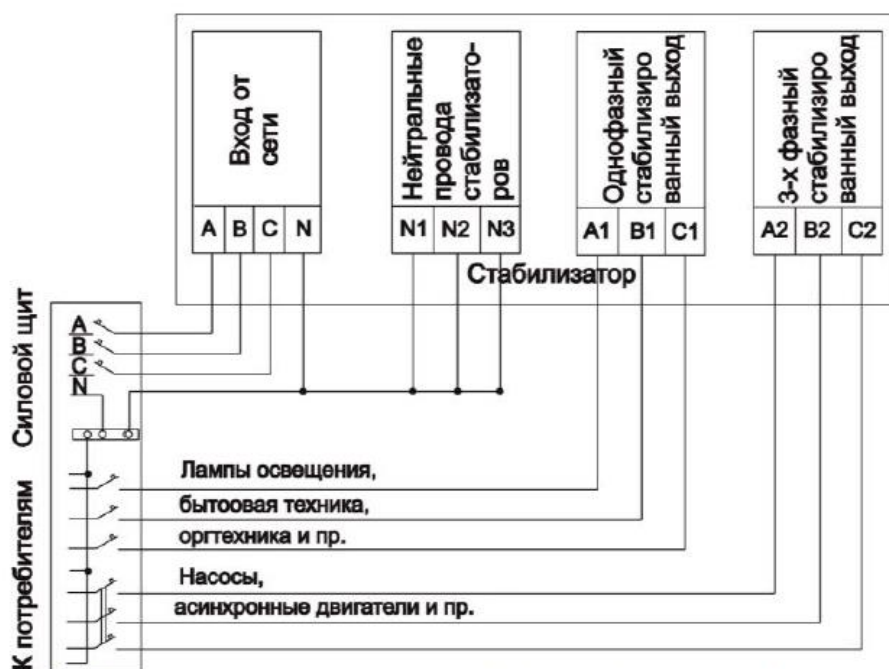 Вход от
сети
A B C N
Нейтральные
провода
стабилизато-
ров
N1 N2 N3
Однофазный
стабилизиро
ванный выход
A1 B1 C1
3-х фазный
стабилизиро
ванный выход
A2 B2 C2
Стабилизатор
Силовой щит
A
B
C
N
К потребителям
Лампы освещения,
бытоовая техника,
оргтехника и пр.
Насосы,
асинхронные двигатели и пр.